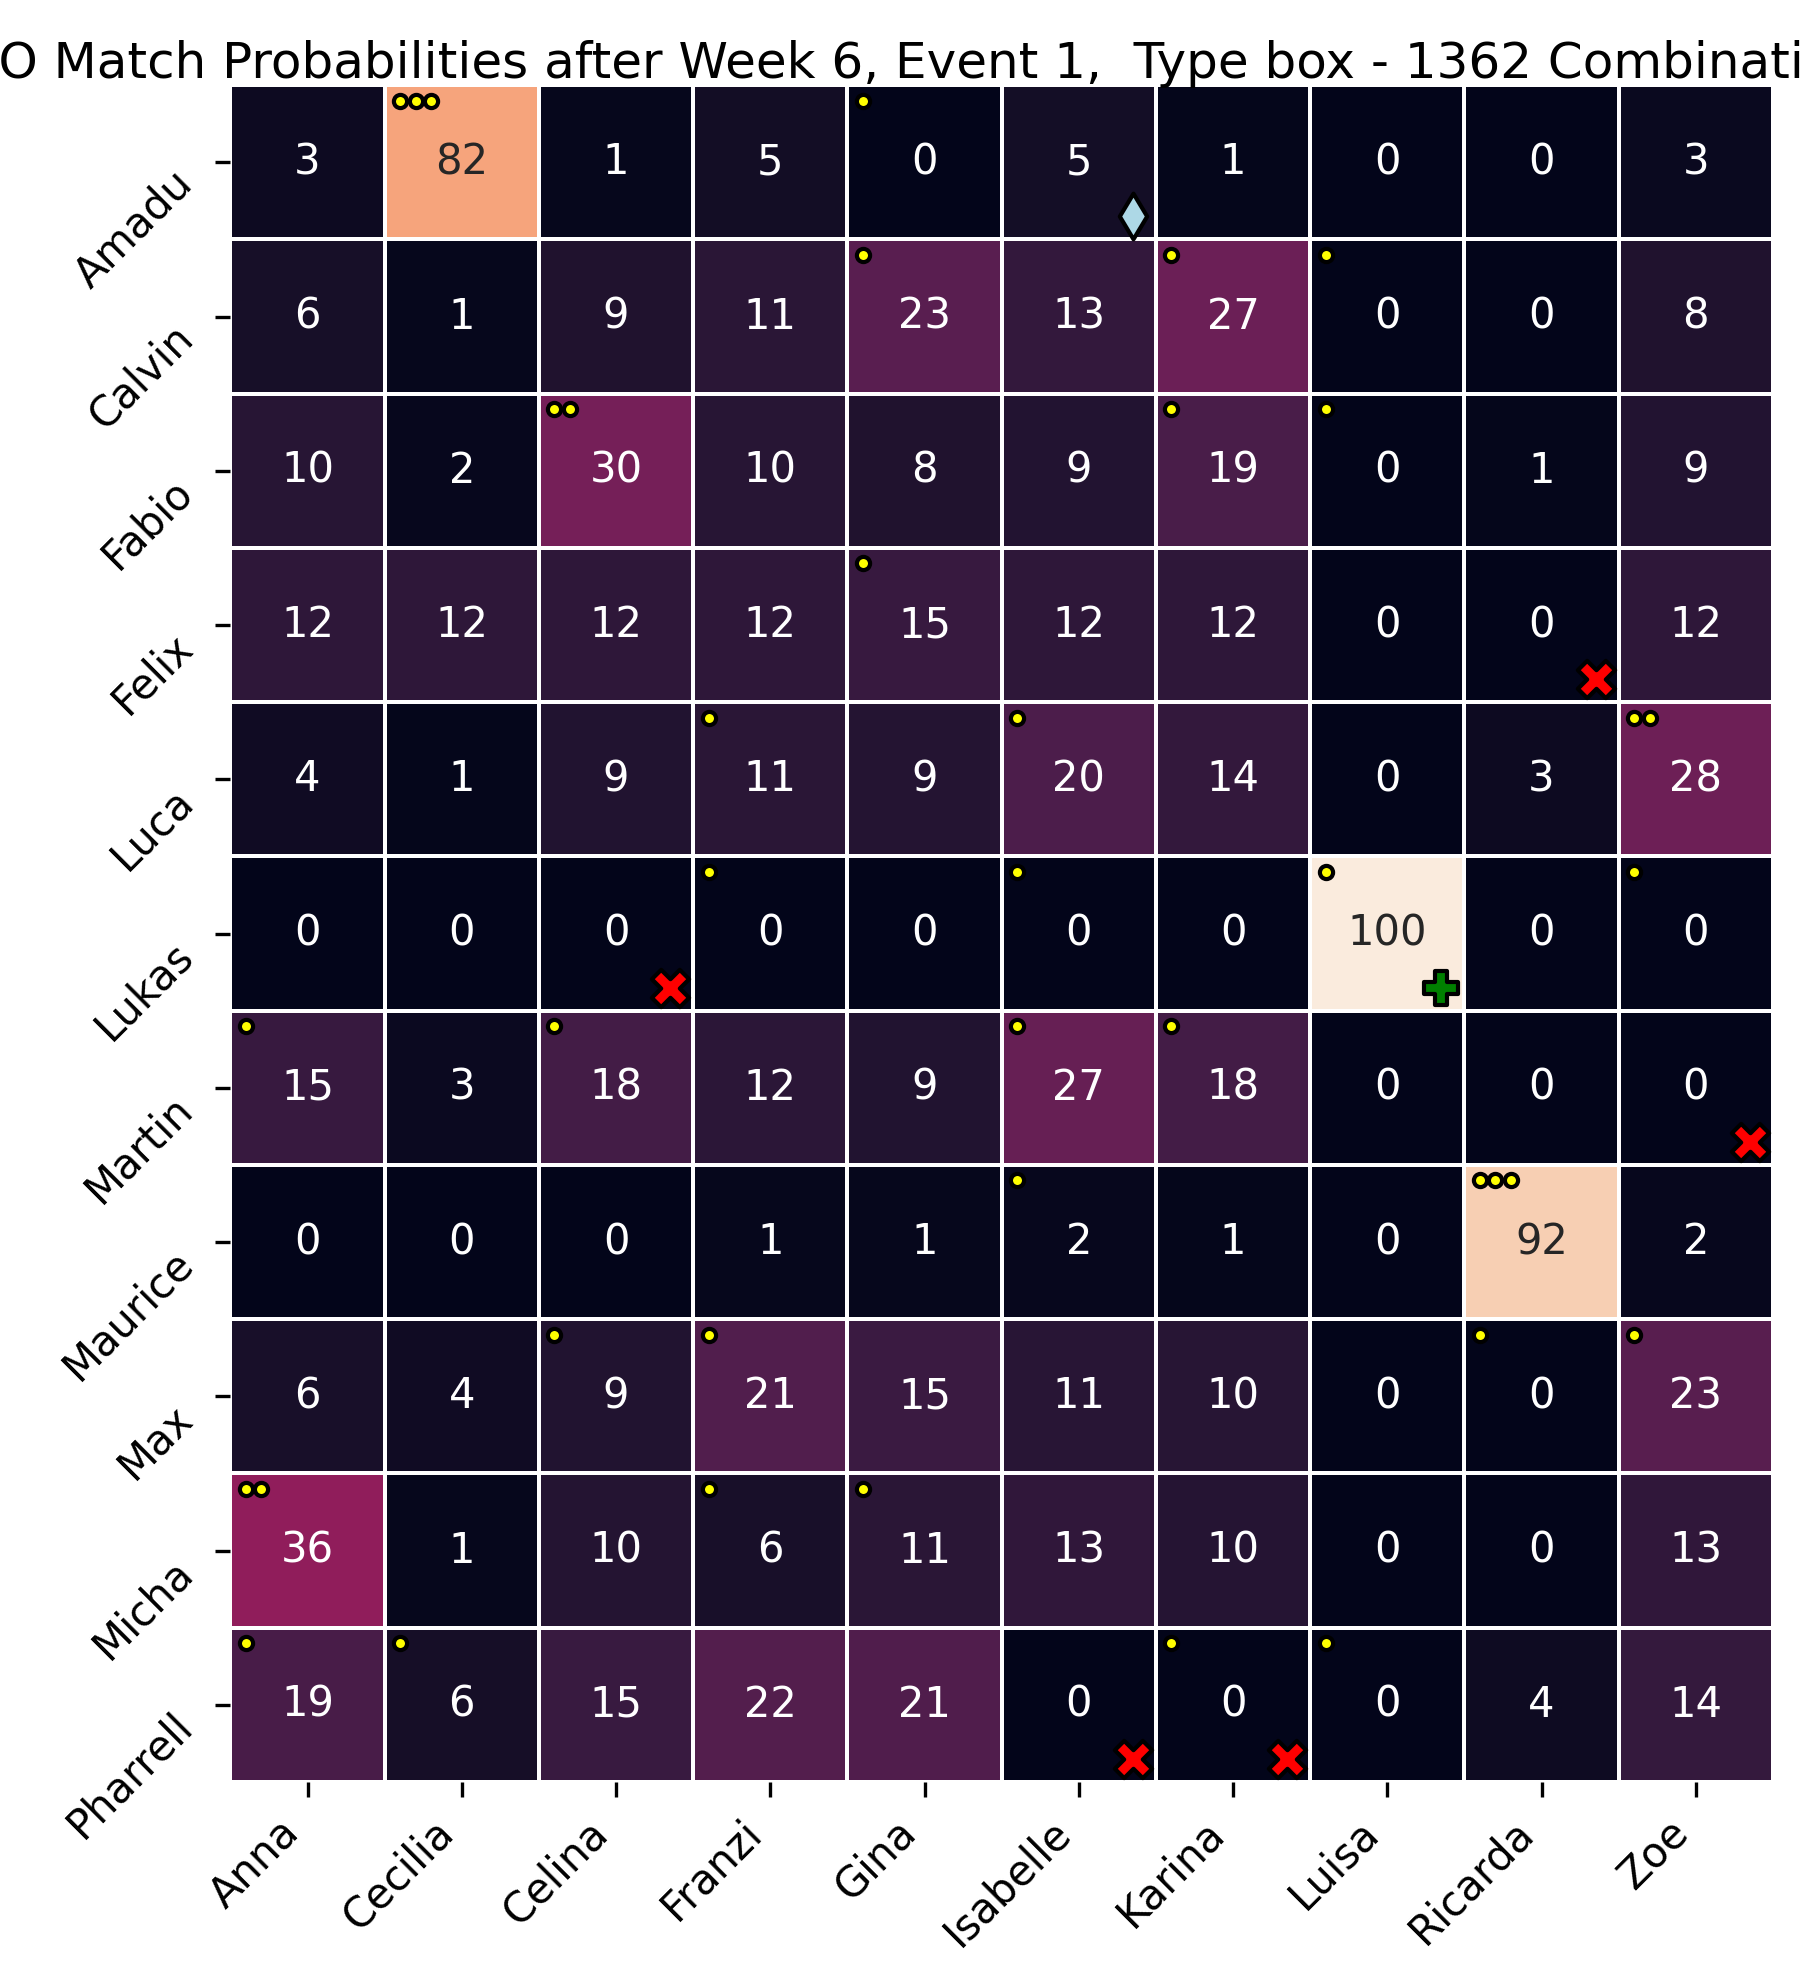 O Match Probabilities after Week 6, Event 1,  Type box - 1362 Combinati
Amadu 3 82 1 5 0 5 1 0 0 3
Calvin 6 1 9 11 23 13 27 0 0 8
Fabio 10 2 30 10 8 9 19 0 1 9
Felix 12 12 12 12 15 12 12 0 0 12
Luca 4 1 9 11 9 20 14 0 3 28
Lukas 0 0 0 0 0 0 0 100 0 0
Martin 15 3 18 12 9 27 18 0 0 0
Maurice 0 0 0 1 1 2 1 0 92 2
Max 6 4 9 21 15 11 10 0 0 23
Micha 36 1 10 6 11 13 10 0 0 13
Pharrell 19 6 15 22 21 0 0 0 4 14
Anna Cecilia Celina Franzi Gina Isabelle Karina Luisa Ricarda Zoe